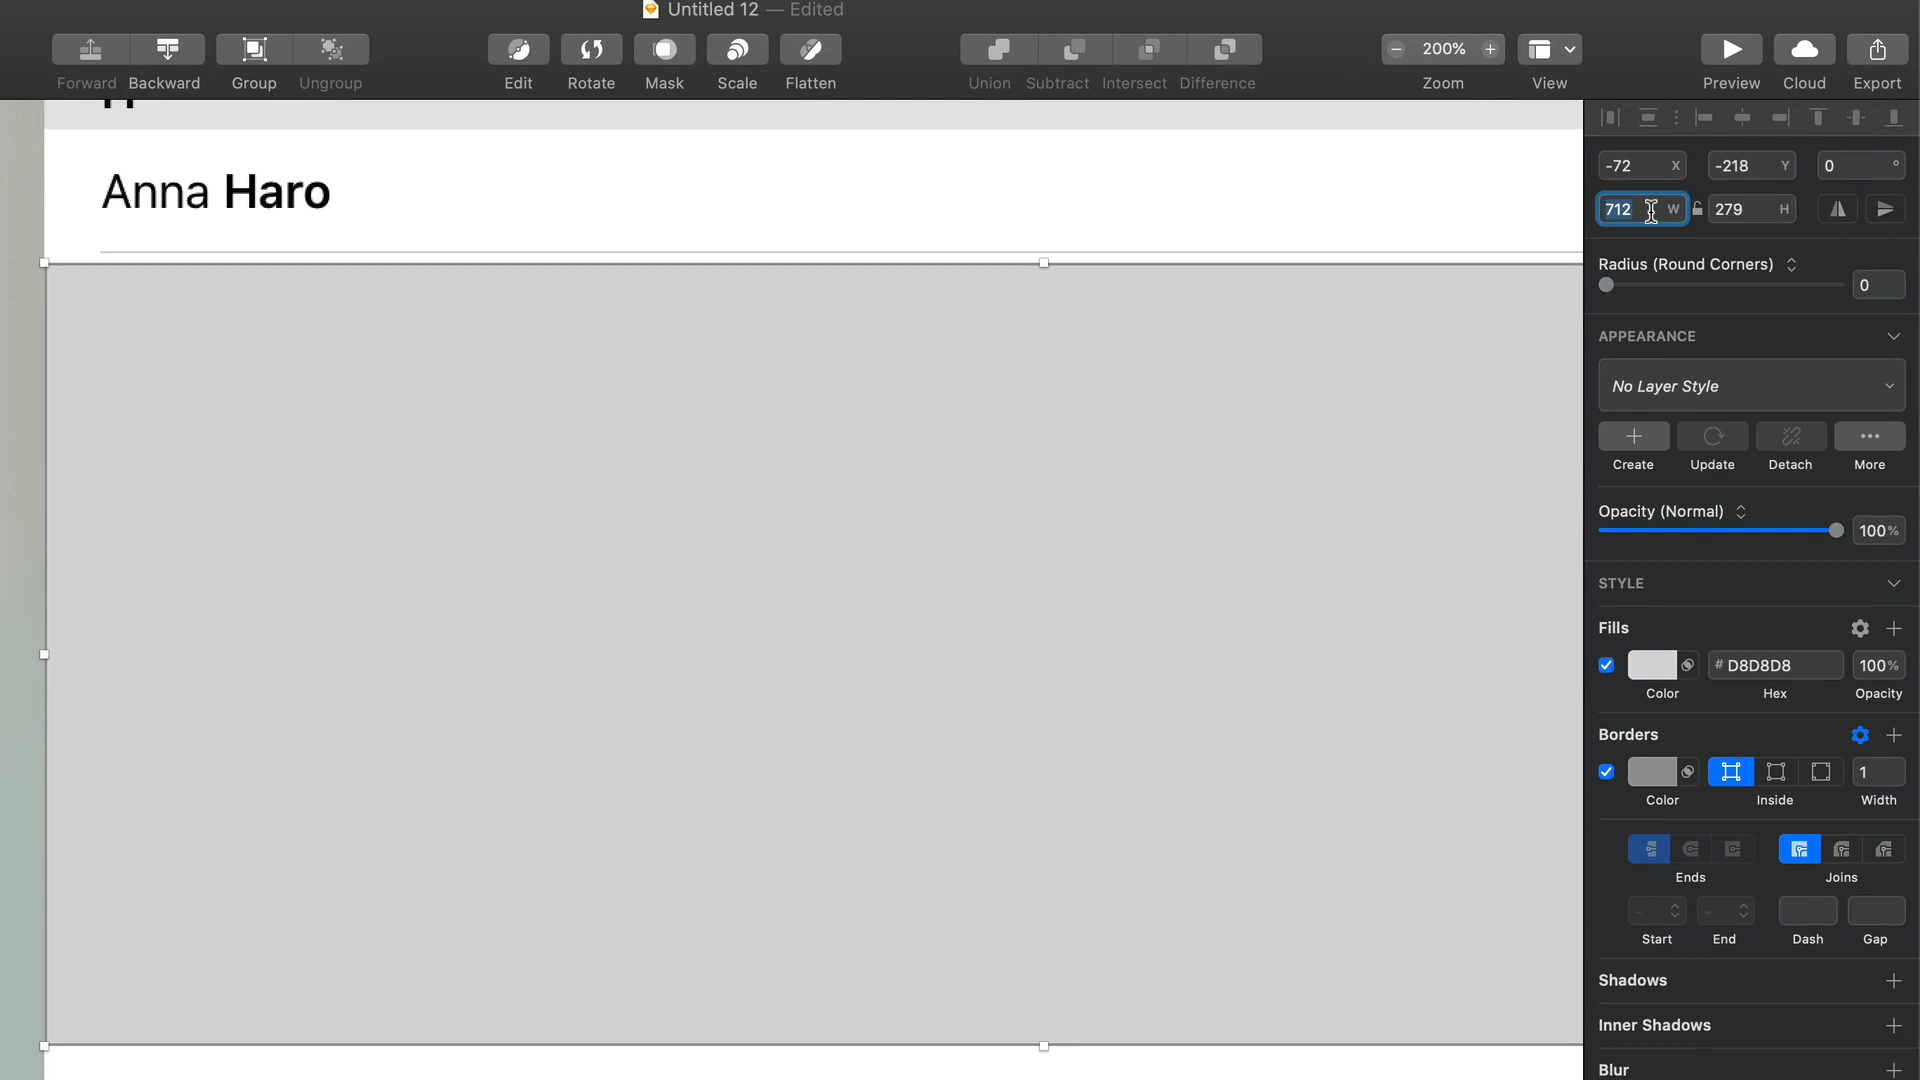 Untitled 12 — Edited
Forward Backward Group Ungroup Edit Rotate Mask Scale Flatten Union Subtract Intersect Difference 200% Zoom View Preview Cloud Export
Anna Haro
-72 X -218 Y 0 °
712 W 279 H
Radius (Round Corners)
0
APPEARANCE
No Layer Style
Create Update Detach More
Opacity (Normal)
100%
STYLE
Fills
# D8D8D8 100%
Color Hex Opacity
Borders
1
Color Inside Width
Ends Joins
- -
Start End Dash Gap
Shadows
Inner Shadows
Blur